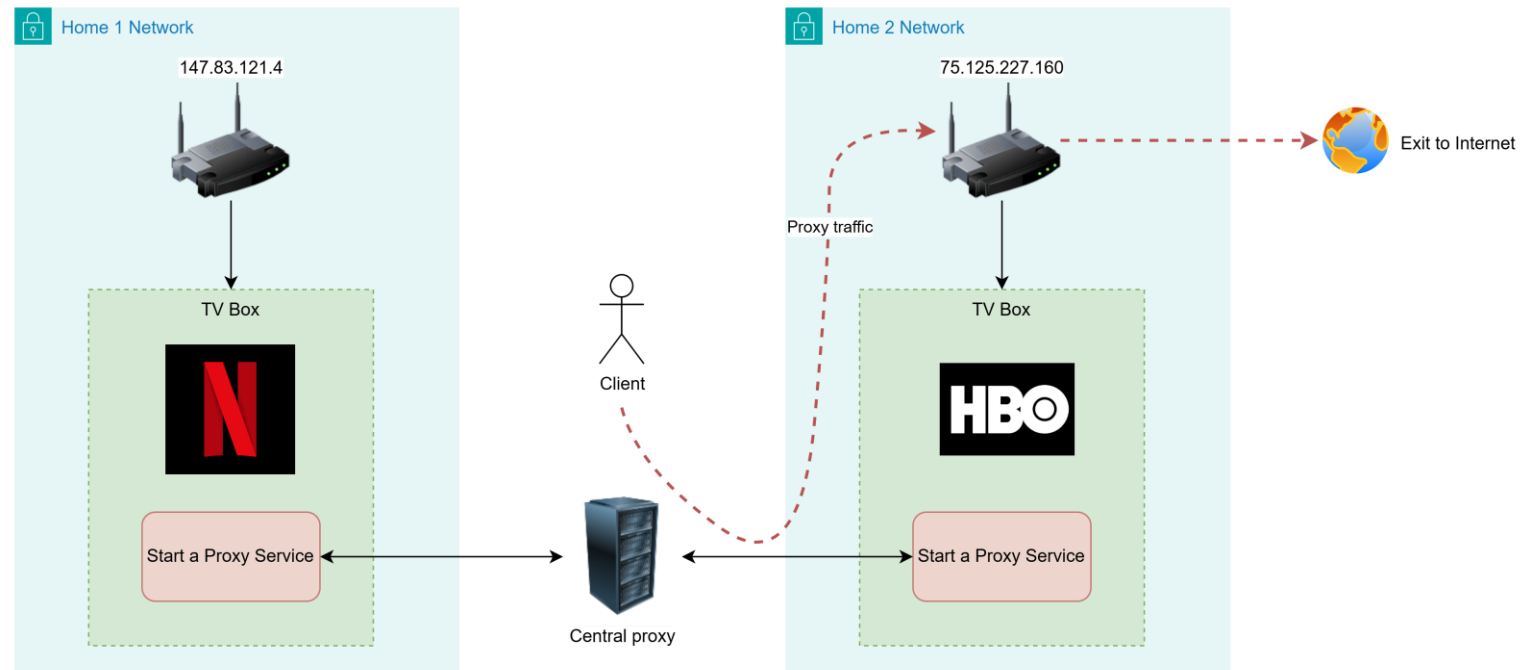 Home 1 Network
147.83.121.4
TV Box
N
Start a Proxy Service
Client
Central proxy
Home 2 Network
75.125.227.160
Proxy traffic
TV Box
HBO
Start a Proxy Service
Exit to Internet